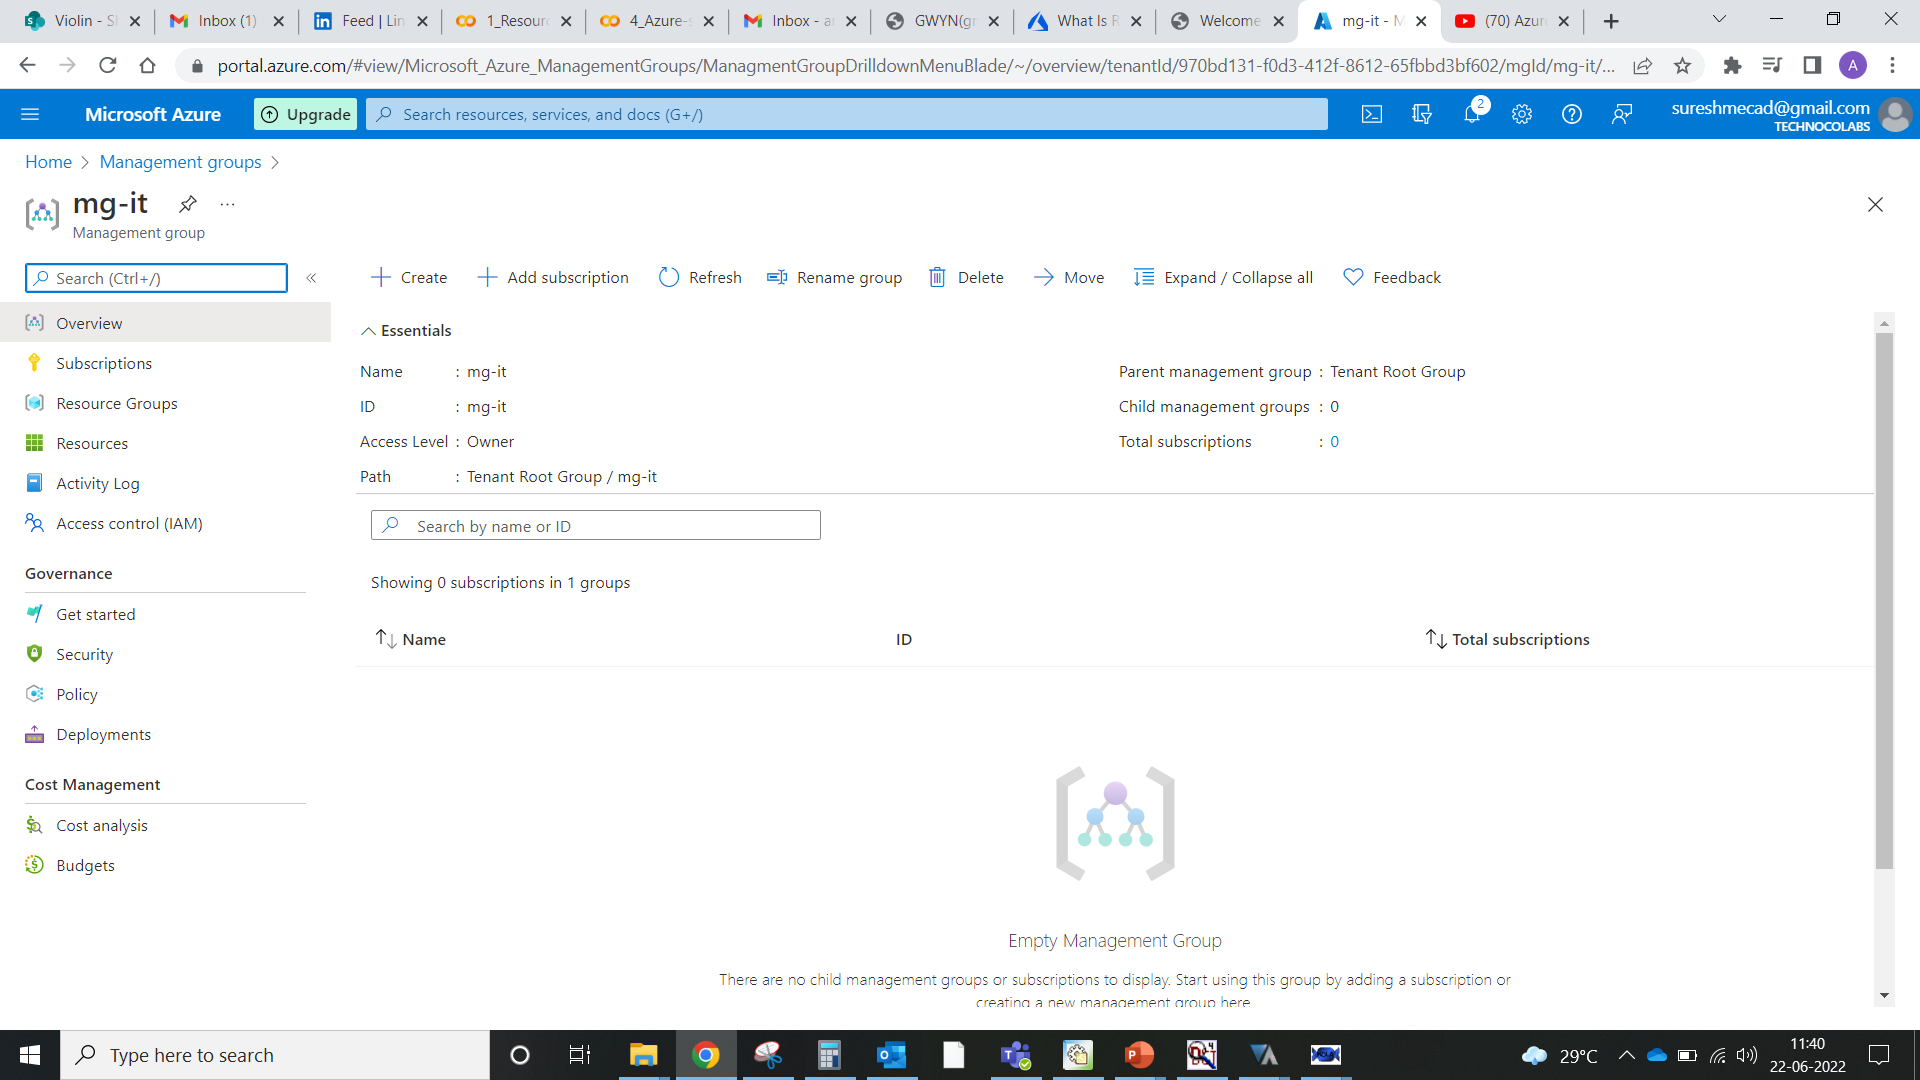 Violin - S
Inbox (1)
Feed | Lin
1_Resour
4_Azure-s
Inbox - a
GWYN(gr
What Is R
Welcome
mg-it - M
(70) Azur
portal.azure.com/#view/Microsoft_Azure_ManagementGroups/ManagmentGroupDrilldownMenuBlade/~/overview/tenantId/970bd131-f0d3-412f-8612-65fbbd3bf602/mgId/mg-it/...
A
Microsoft Azure
Upgrade
Search resources, services, and docs (G+/)
2
sureshmecad@gmail.com
TECHNOCOLABS
Home > Management groups >
mg-it
...
Management group
Search (Ctrl+/)
«
Create
Add subscription
Refresh
Rename group
Delete
Move
Expand / Collapse all
Feedback
Overview
Subscriptions
Resource Groups
Resources
Activity Log
Access control (IAM)
Governance
Get started
Security
Policy
Deployments
Cost Management
Cost analysis
Budgets
Essentials
Name : mg-it
ID : mg-it
Access Level : Owner
Path : Tenant Root Group / mg-it
Parent management group : Tenant Root Group
Child management groups : 0
Total subscriptions : 0
Search by name or ID
Showing 0 subscriptions in 1 groups
Name
ID
Total subscriptions
Empty Management Group
There are no child management groups or subscriptions to display. Start using this group by adding a subscription or
creating a new management group here.
Type here to search
29°C
11:40
22-06-2022